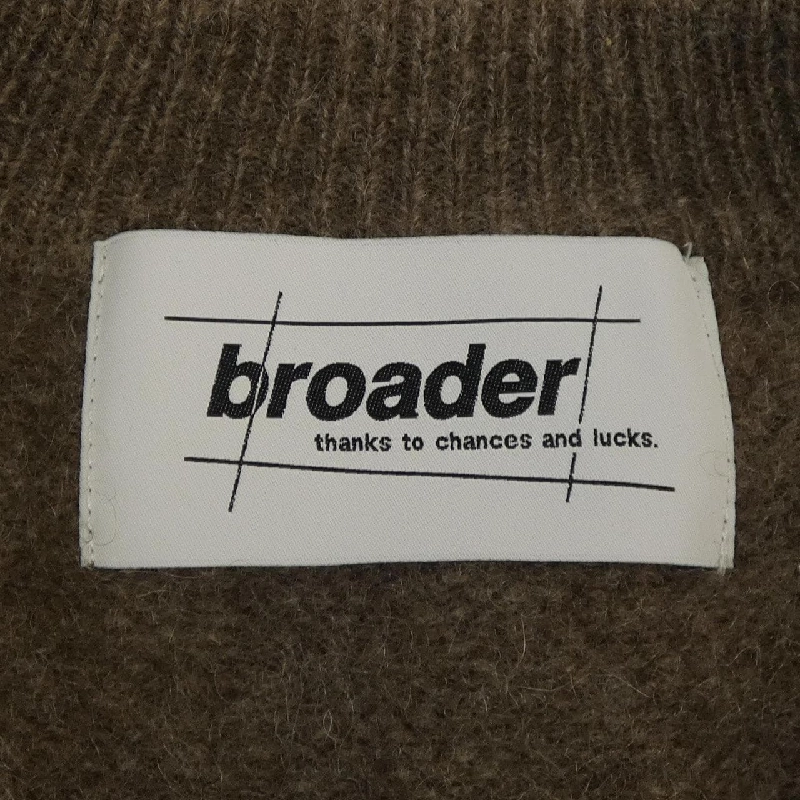 broader
thanks to chances and lucks.